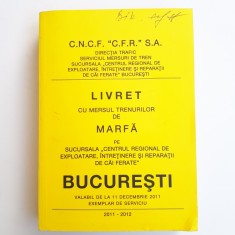 C.N.C.F. "C.F.R." S.A.
DIRECȚIA TRAFIC
SERVICIUL MERSURI DE TREN
SUCURSALA „CENTRUL REGIONAL DE
EXPLOATARE, ÎNTREȚINERE ȘI REPARAȚII
DE CĂI FERATE" BUCUREȘTI
LIVRET
CU MERSUL TRENURILOR
DE
MARFĂ
PE
SUCURSALA „CENTRUL REGIONAL DE
EXPLOATARE, ÎNTREȚINERE ȘI REPARAȚII
DE CĂI FERATE"
BUCUREȘTI
VALABIL DE LA 11 DECEMBRIE 2011
EXEMPLAR DE SERVICIU
2011 - 2012